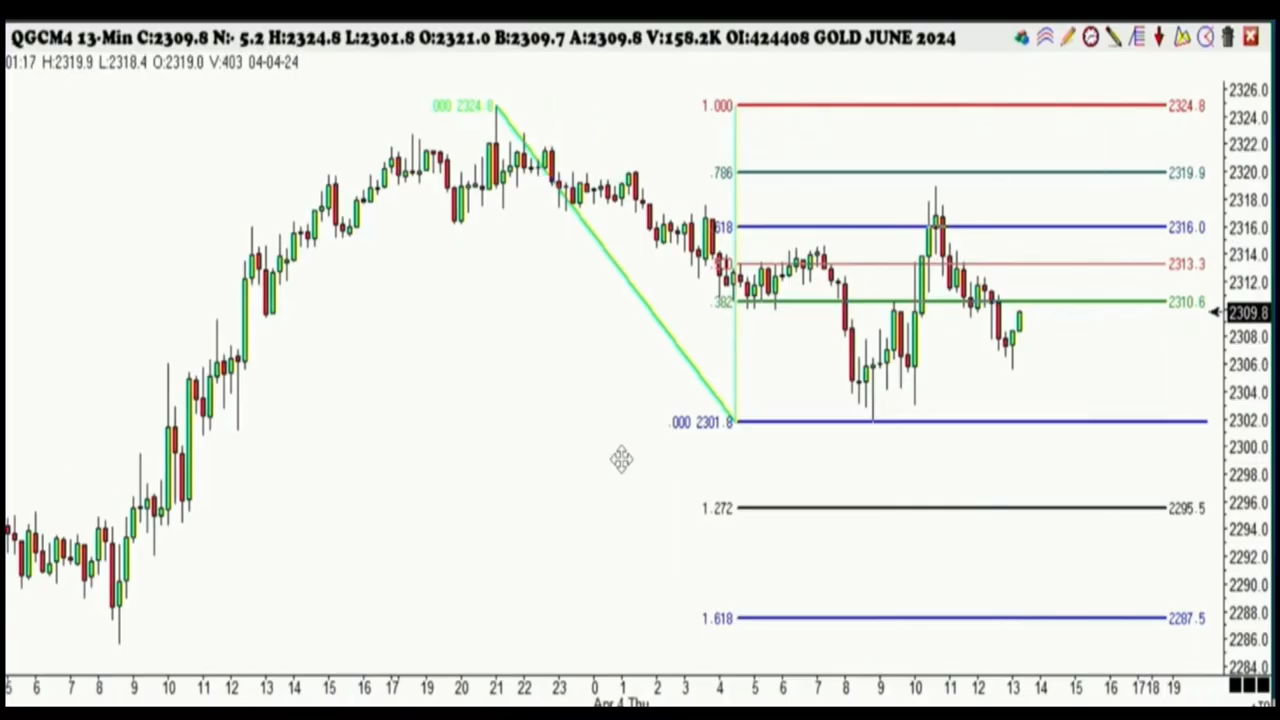 QGCM4 13-Min C:2309.8 N:- 5.2 H:2324.8 L:2301.8 O:2321.0 B:2309.7 A:2309.8 V:158.2K OI:424408 GOLD JUNE 2024
01:17 H:2319.9 L:2318.4 O:2319.0 V:403 04-04-24
2326.0
.000 2324.8 1.000 2324.8
2324.0
2322.0
.786 2319.9 2320.0
2318.0
.618 2316.0 2316.0
2314.0
2313.3
2312.0
.382 2310.6
2309.8
2308.0
2306.0
2304.0
.000 2301.8 2302.0
2300.0
2298.0
1.272 2295.5 2296.0
2294.0
2292.0
2290.0
1.618 2287.5 2288.0
2286.0
2284.0
5 6 7 8 9 10 11 12 13 14 15 16 17 19 20 21 22 23 0 1 2 3 4 5 6 7 8 9 10 11 12 13 14 15 16 17 18 19
Apr 4 Thu